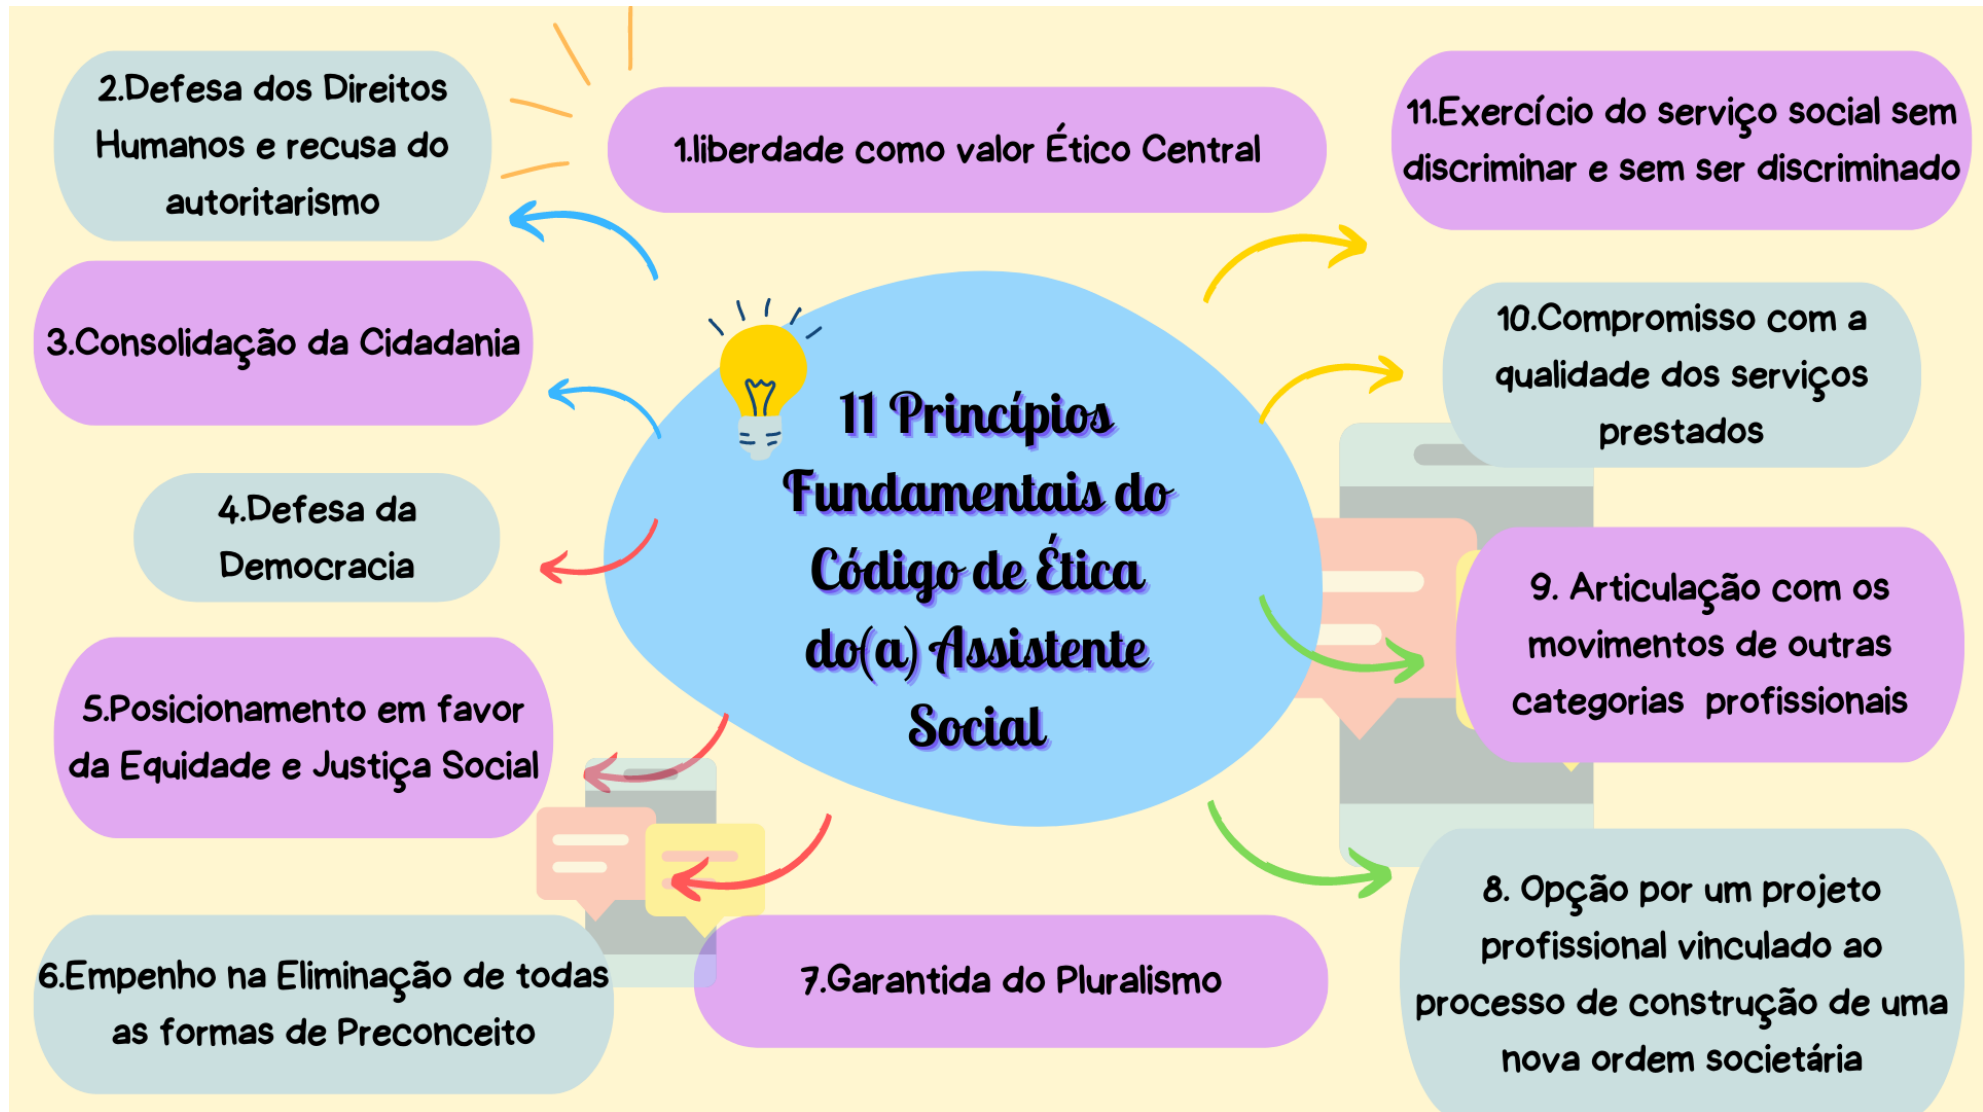 11 Princípios
Fundamentais do
Código de Ética
do(a) Assistente
Social
1.liberdade como valor Ético Central
2.Defesa dos Direitos
Humanos e recusa do
autoritarismo
3.Consolidação da Cidadania
4.Defesa da
Democracia
5.Posicionamento em favor
da Equidade e Justiça Social
6.Empenho na Eliminação de todas
as formas de Preconceito
7.Garantida do Pluralismo
8. Opção por um projeto
profissional vinculado ao
processo de construção de uma
nova ordem societária
9. Articulação com os
movimentos de outras
categorias profissionais
10.Compromisso com a
qualidade dos serviços
prestados
11.Exercício do serviço social sem
discriminar e sem ser discriminado